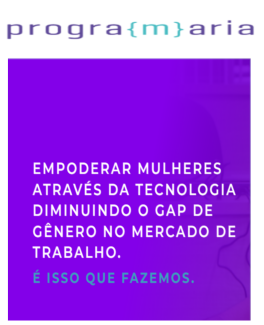 progra{m}aria
EMPODERAR MULHERES
ATRAVÉS DA TECNOLOGIA
DIMINUINDO O GAP DE
GÊNERO NO MERCADO DE
TRABALHO.
É ISSO QUE FAZEMOS.